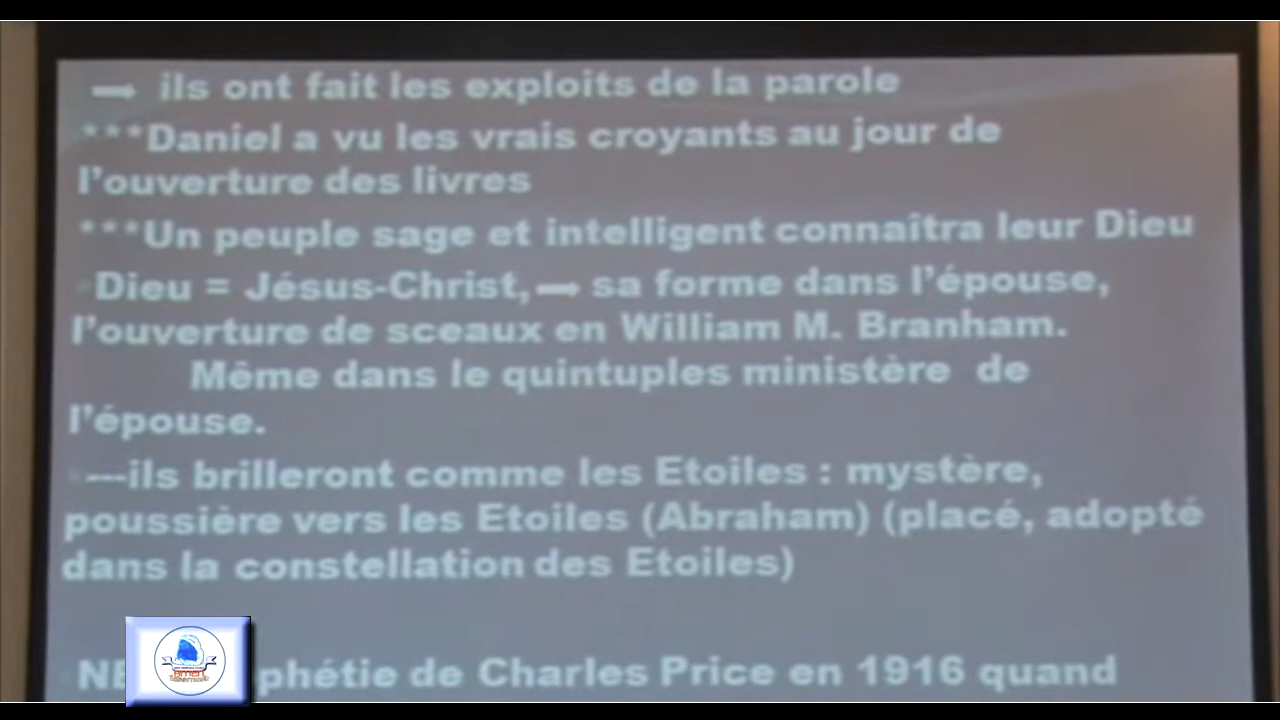 → ils ont fait les exploits de la parole
***Daniel a vu les vrais croyants au jour de
l'ouverture des livres
***Un peuple sage et intelligent connaîtra leur Dieu
Dieu = Jésus-Christ, → sa forme dans l'épouse,
l'ouverture de sceaux en William M. Branham.
Même dans le quintuples ministère de
l'épouse.
---ils brilleront comme les Etoiles : mystère,
poussière vers les Etoiles (Abraham) (placé, adopté
dans la constellation des Etoiles)
de Charles Price en 1916 quand